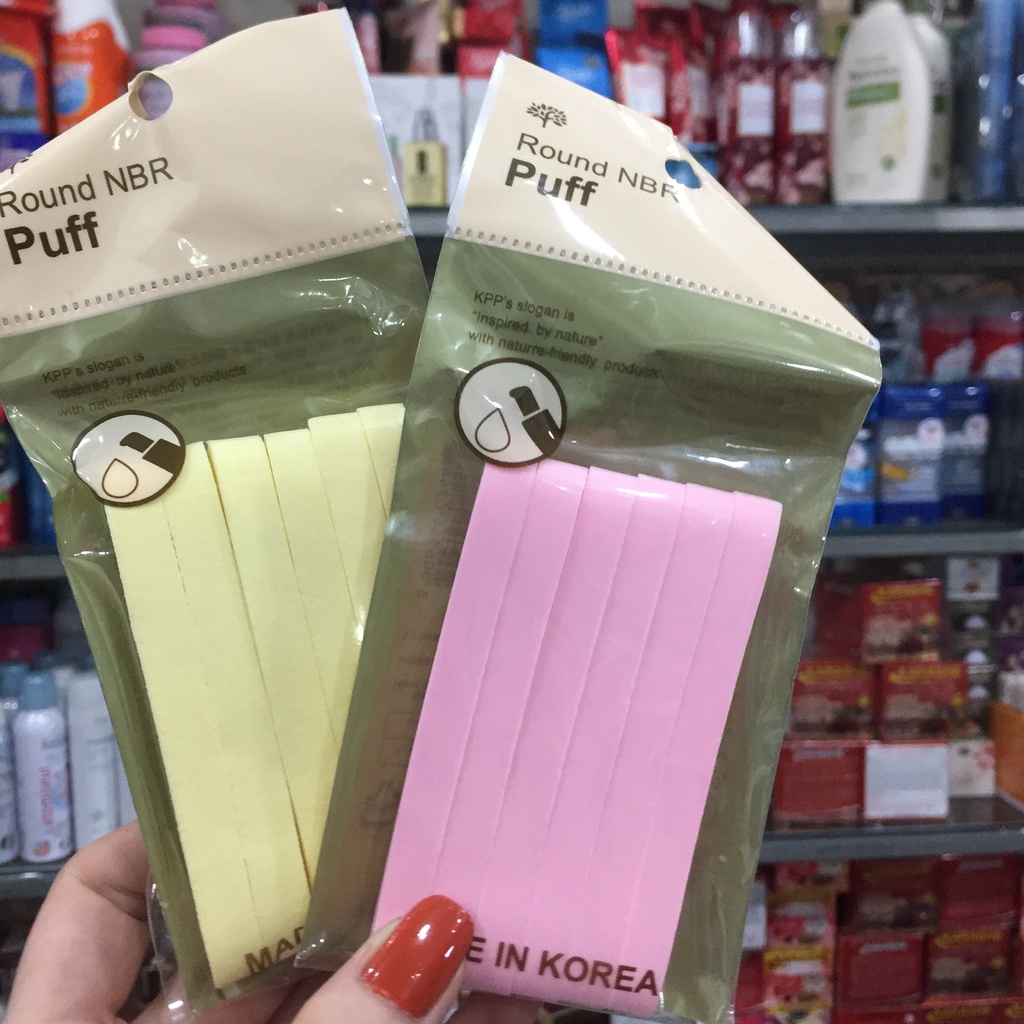 Round NBR
Puff
KPP's slogan is
"Inspired by nature"
with naturre-friendly products
MAD
Round NBR
Puff
KPP's slogan is
"Inspired by nature"
with naturre-friendly products
E IN KOREA